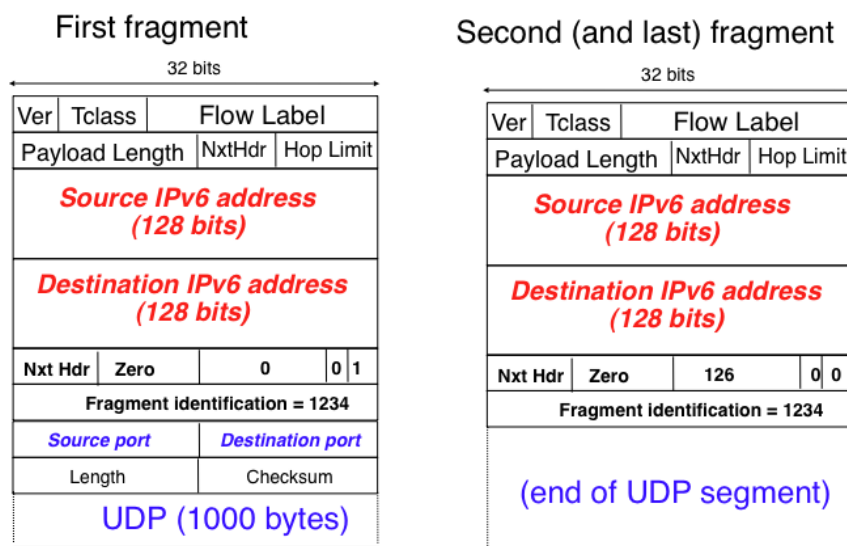 First fragment
32 bits
Ver Tclass Flow Label
Payload Length NxtHdr Hop Limit
Source IPv6 address
(128 bits)
Destination IPv6 address
(128 bits)
Nxt Hdr Zero 0 0 1
Fragment identification = 1234
Source port Destination port
Length Checksum
UDP (1000 bytes)
Second (and last) fragment
32 bits
Ver Tclass Flow Label
Payload Length NxtHdr Hop Limit
Source IPv6 address
(128 bits)
Destination IPv6 address
(128 bits)
Nxt Hdr Zero 126 0 0
Fragment identification = 1234
(end of UDP segment)